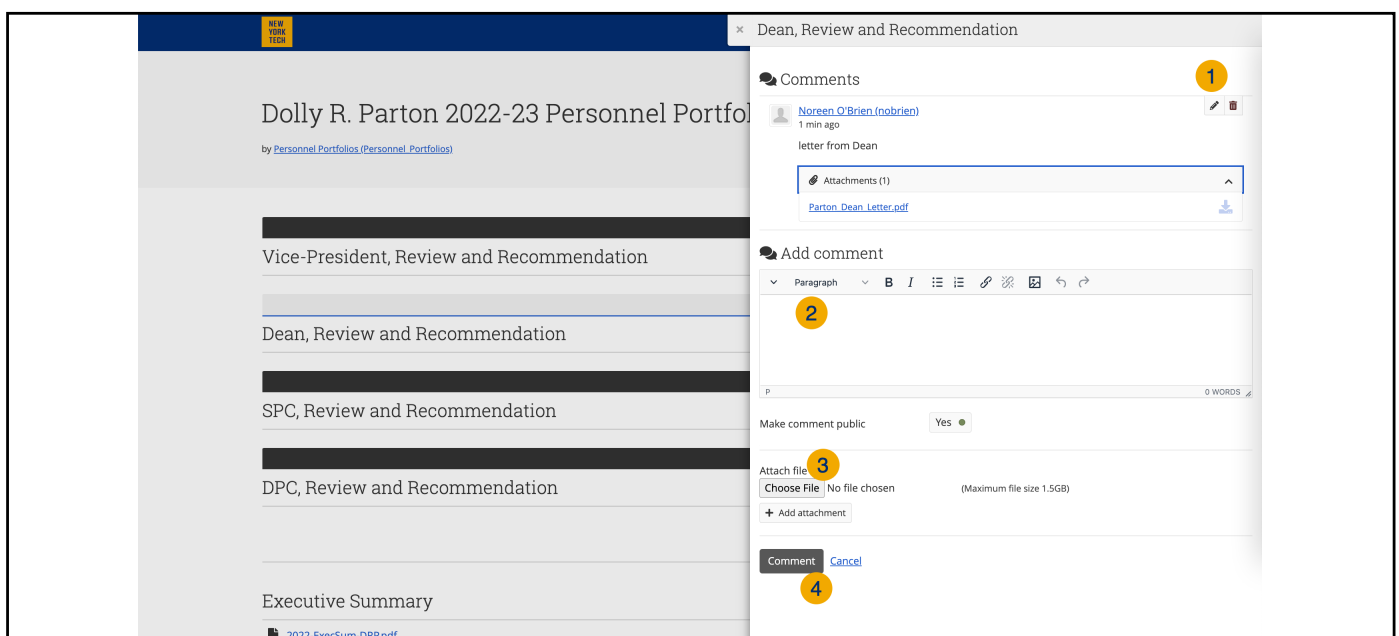 NEW
YORK
TECH
Dolly R. Parton 2022-23 Personnel Portfol
by Personnel Portfolios (Personnel_Portfolios)
Vice-President, Review and Recommendation
Dean, Review and Recommendation
SPC, Review and Recommendation
DPC, Review and Recommendation
Executive Summary
2022 ExecSum DRP.pdf
× Dean, Review and Recommendation
Comments
1
Noreen O'Brien (nobrien)
1 min ago
letter from Dean
Attachments (1)
Parton_Dean_Letter.pdf
Add comment
Paragraph B I
2
P 0 WORDS
Make comment public Yes
3
Attach file
Choose File No file chosen (Maximum file size 1.5GB)
+ Add attachment
Comment Cancel
4